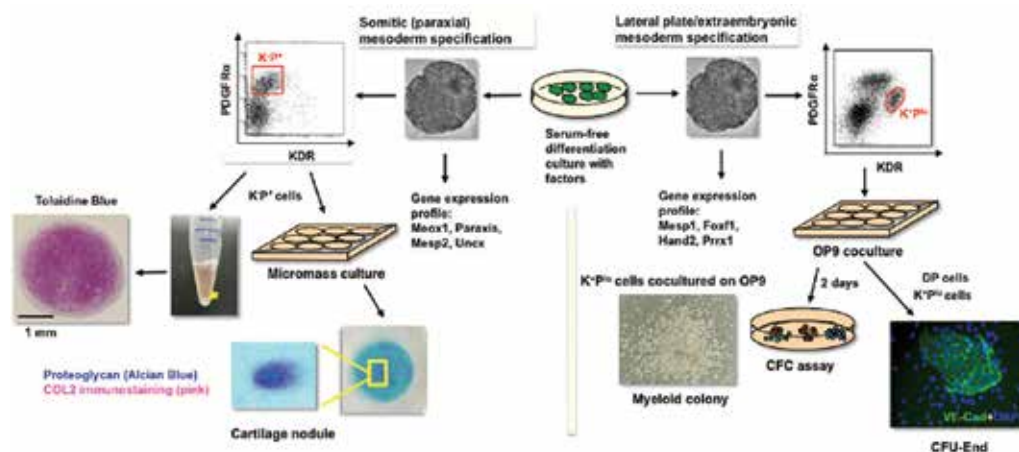 Somitic (paraxial)
mesoderm specification
Lateral plate/extraembryonic
mesoderm specification
PDGFRα
K-P+
KDR
Serum-free
differentiation
culture with
factors
PDGFRα
K+Plo
KDR
Toluidine Blue
1 mm
K-P+ cells
Micromass culture
Gene expression
profile:
Meox1, Paraxis,
Mesp2, Uncx
Gene expression
profile:
Mesp1, Foxf1,
Hand2, Prrx1
OP9 coculture
K+Plo cells cocultured on OP9
2 days
DP cells
K+Plo cells
Proteoglycan (Alcian Blue)
COL2 immunostaining (pink)
Cartilage nodule
Myeloid colony
CFC assay
VE-Cad
CFU-End